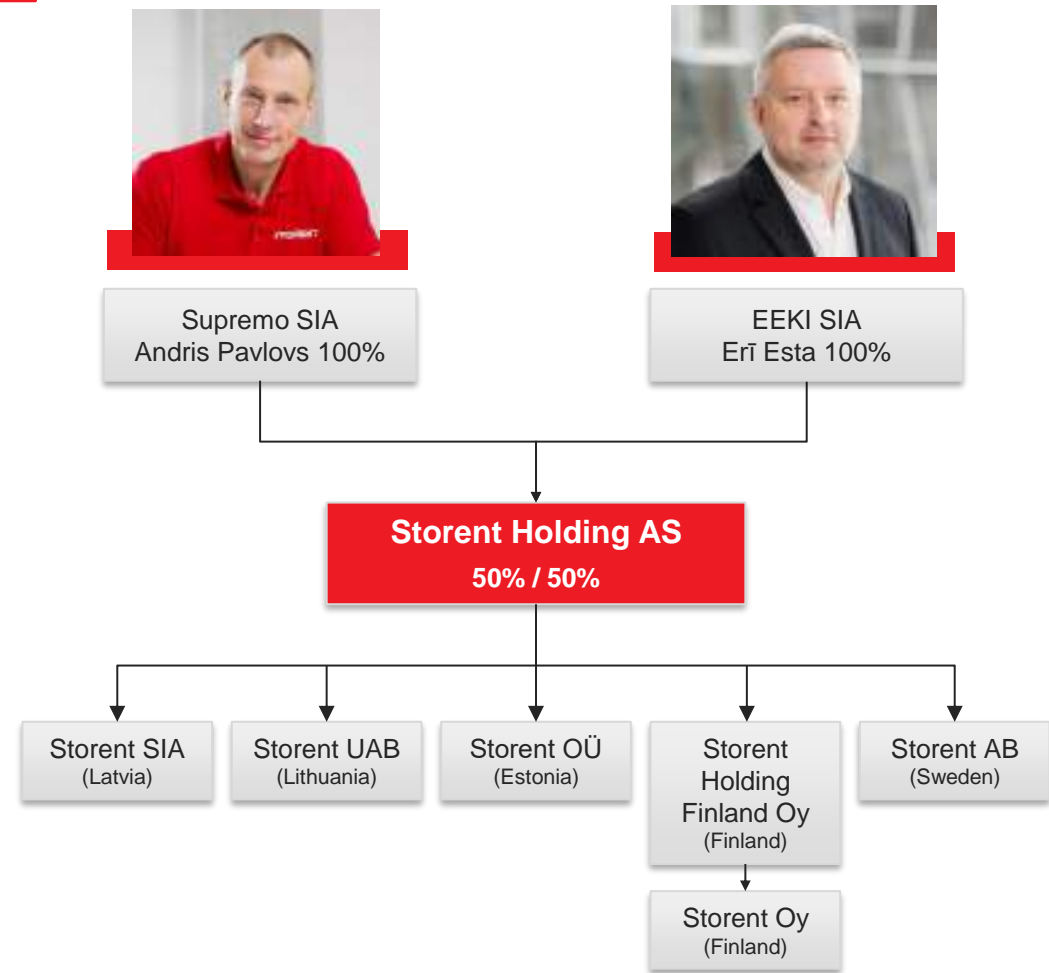 Supremo SIA
Andris Pavlovs 100%
EEKI SIA
Erī Esta 100%
Storent Holding AS
50% / 50%
Storent SIA
(Latvia)
Storent UAB
(Lithuania)
Storent OÜ
(Estonia)
Storent
Holding
Finland Oy
(Finland)
Storent AB
(Sweden)
Storent Oy
(Finland)